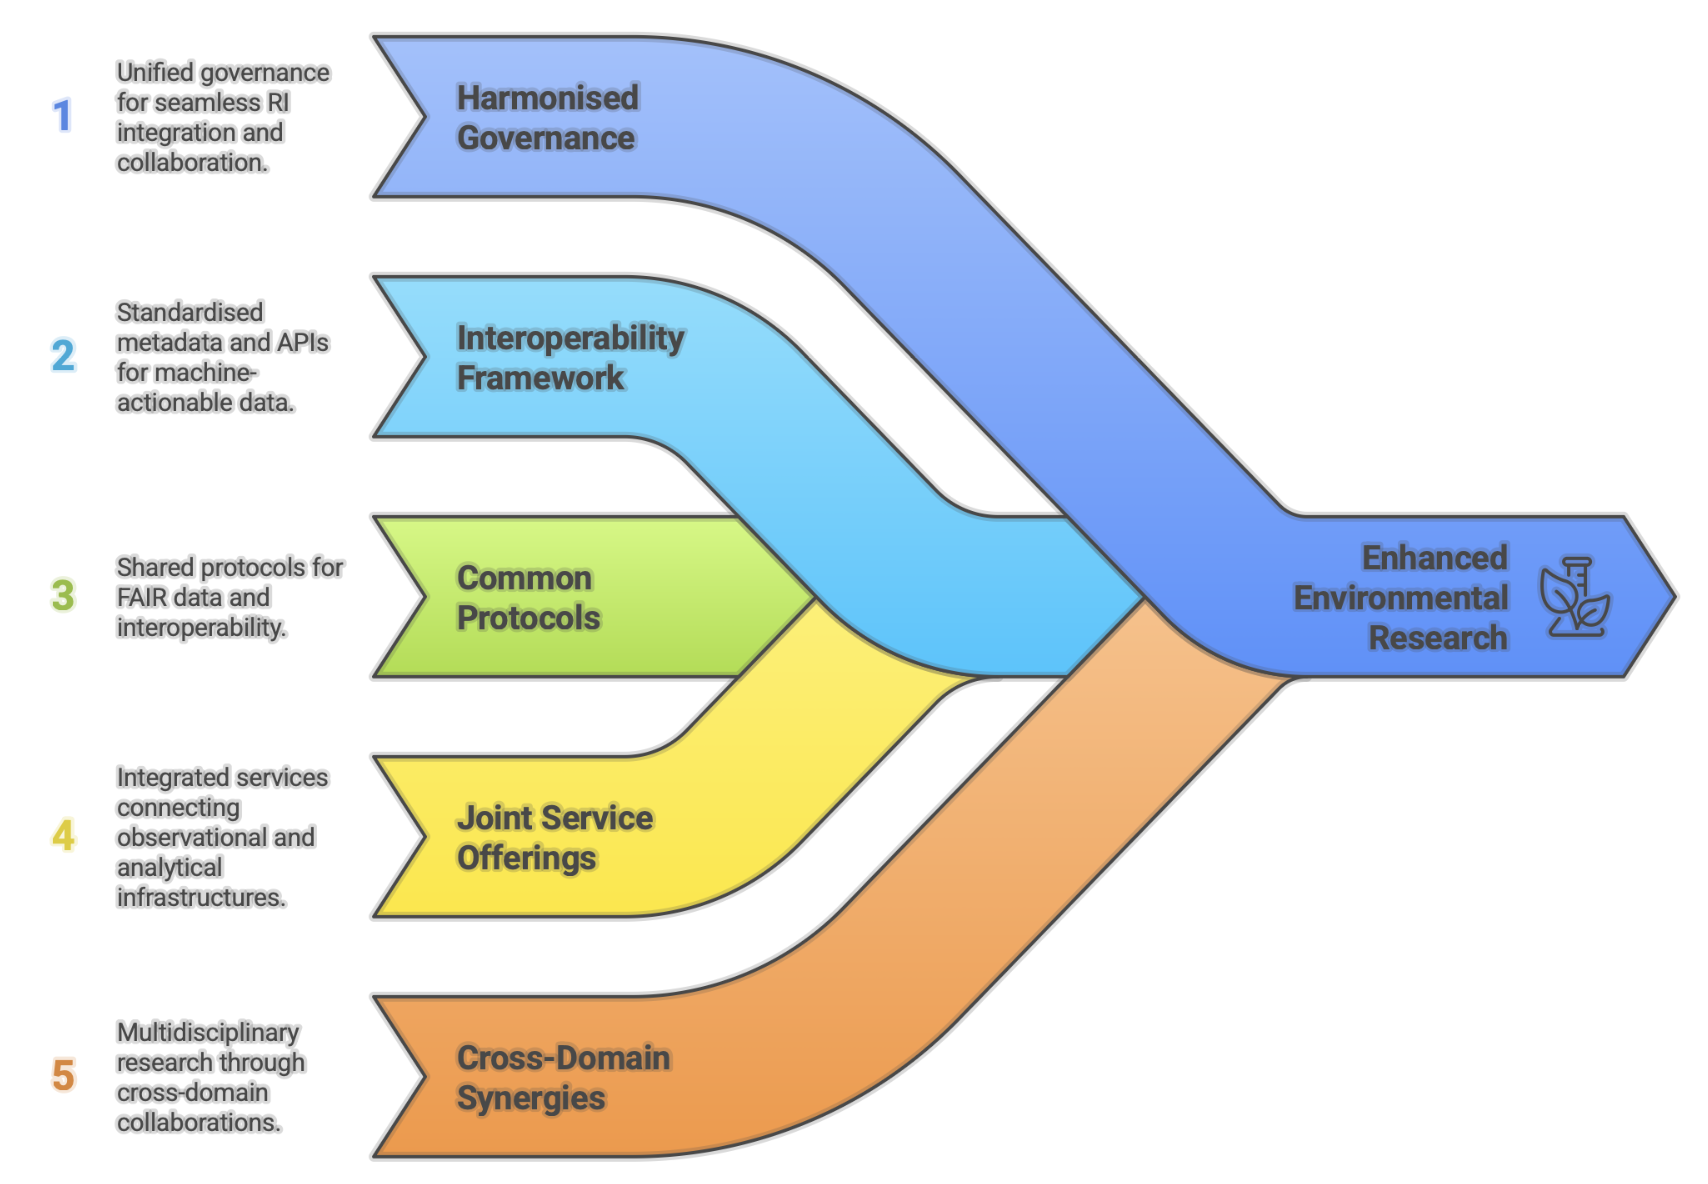 1
Unified governance
for seamless RI
integration and
collaboration.
Harmonised
Governance
2
Standardised
metadata and APIs
for machine-
actionable data.
Interoperability
Framework
3
Shared protocols for
FAIR data and
interoperability.
Common
Protocols
Enhanced
Environmental
Research
4
Integrated services
connecting
observational and
analytical
infrastructures.
Joint Service
Offerings
5
Multidisciplinary
research through
cross-domain
collaborations.
Cross-Domain
Synergies